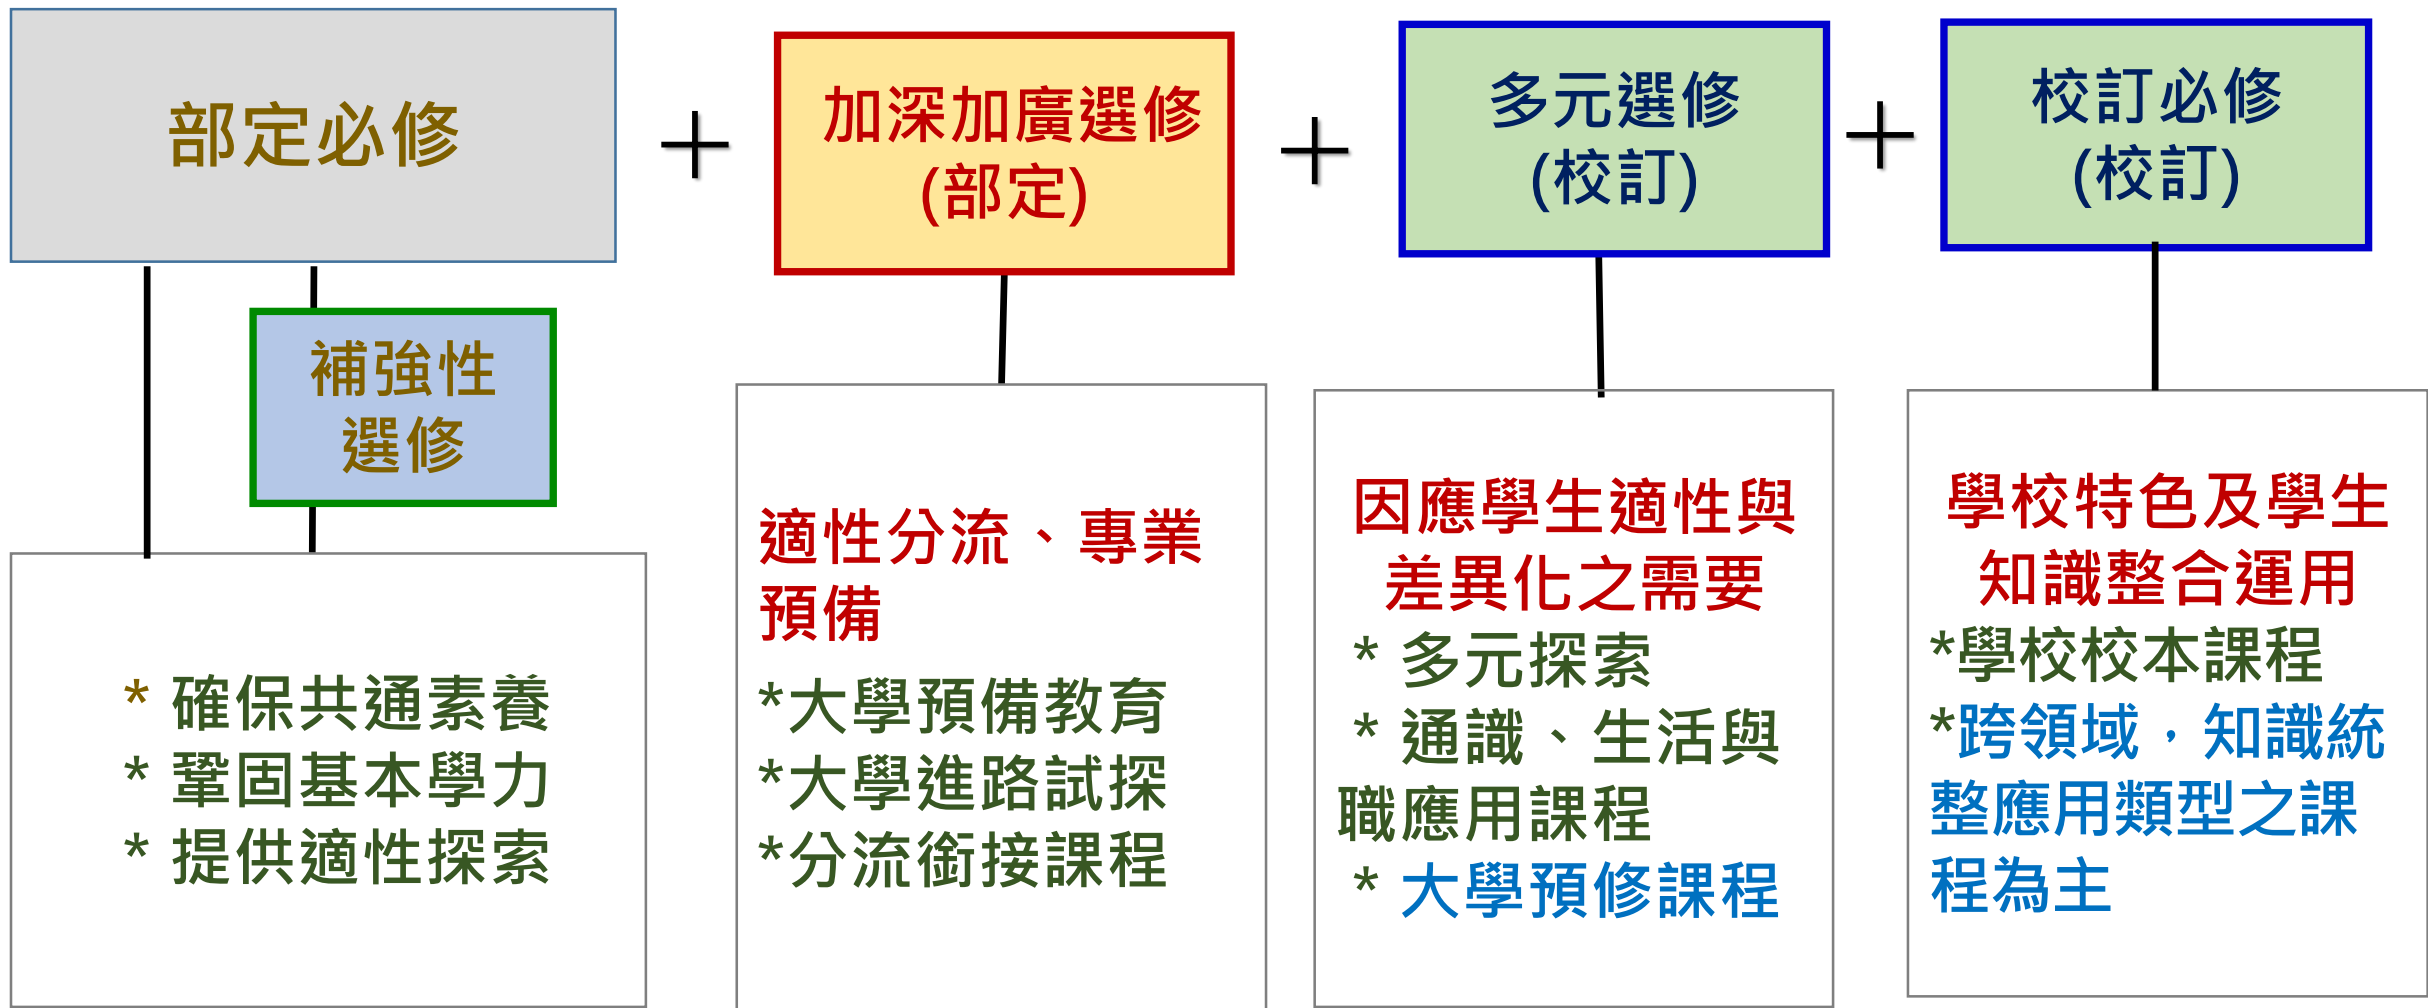 部定必修
補強性
選修
* 確保共通素養
* 鞏固基本學力
* 提供適性探索
+
加深加廣選修
(部定)
適性分流、專業
預備
*大學預備教育
*大學進路試探
*分流銜接課程
+
多元選修
(校訂)
因應學生適性與
差異化之需要
* 多元探索
* 通識、生活與
職應用課程
* 大學預修課程
+
校訂必修
(校訂)
學校特色及學生
知識整合運用
*學校校本課程
*跨領域，知識統
整應用類型之課
程為主